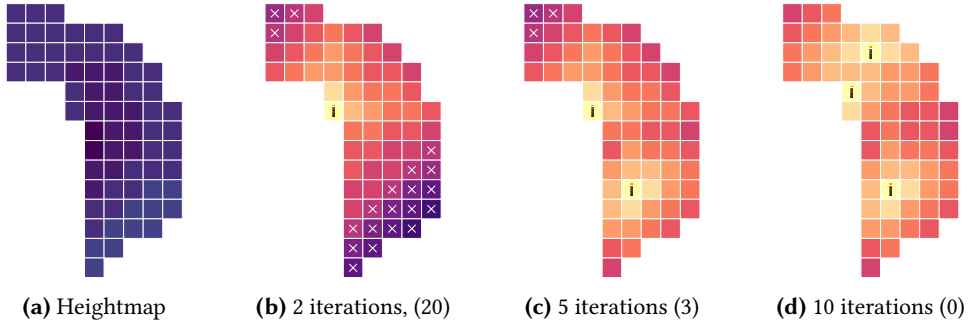 i
i
i
i
i
(a) Heightmap
(b) 2 iterations, (20)
(c) 5 iterations (3)
(d) 10 iterations (0)